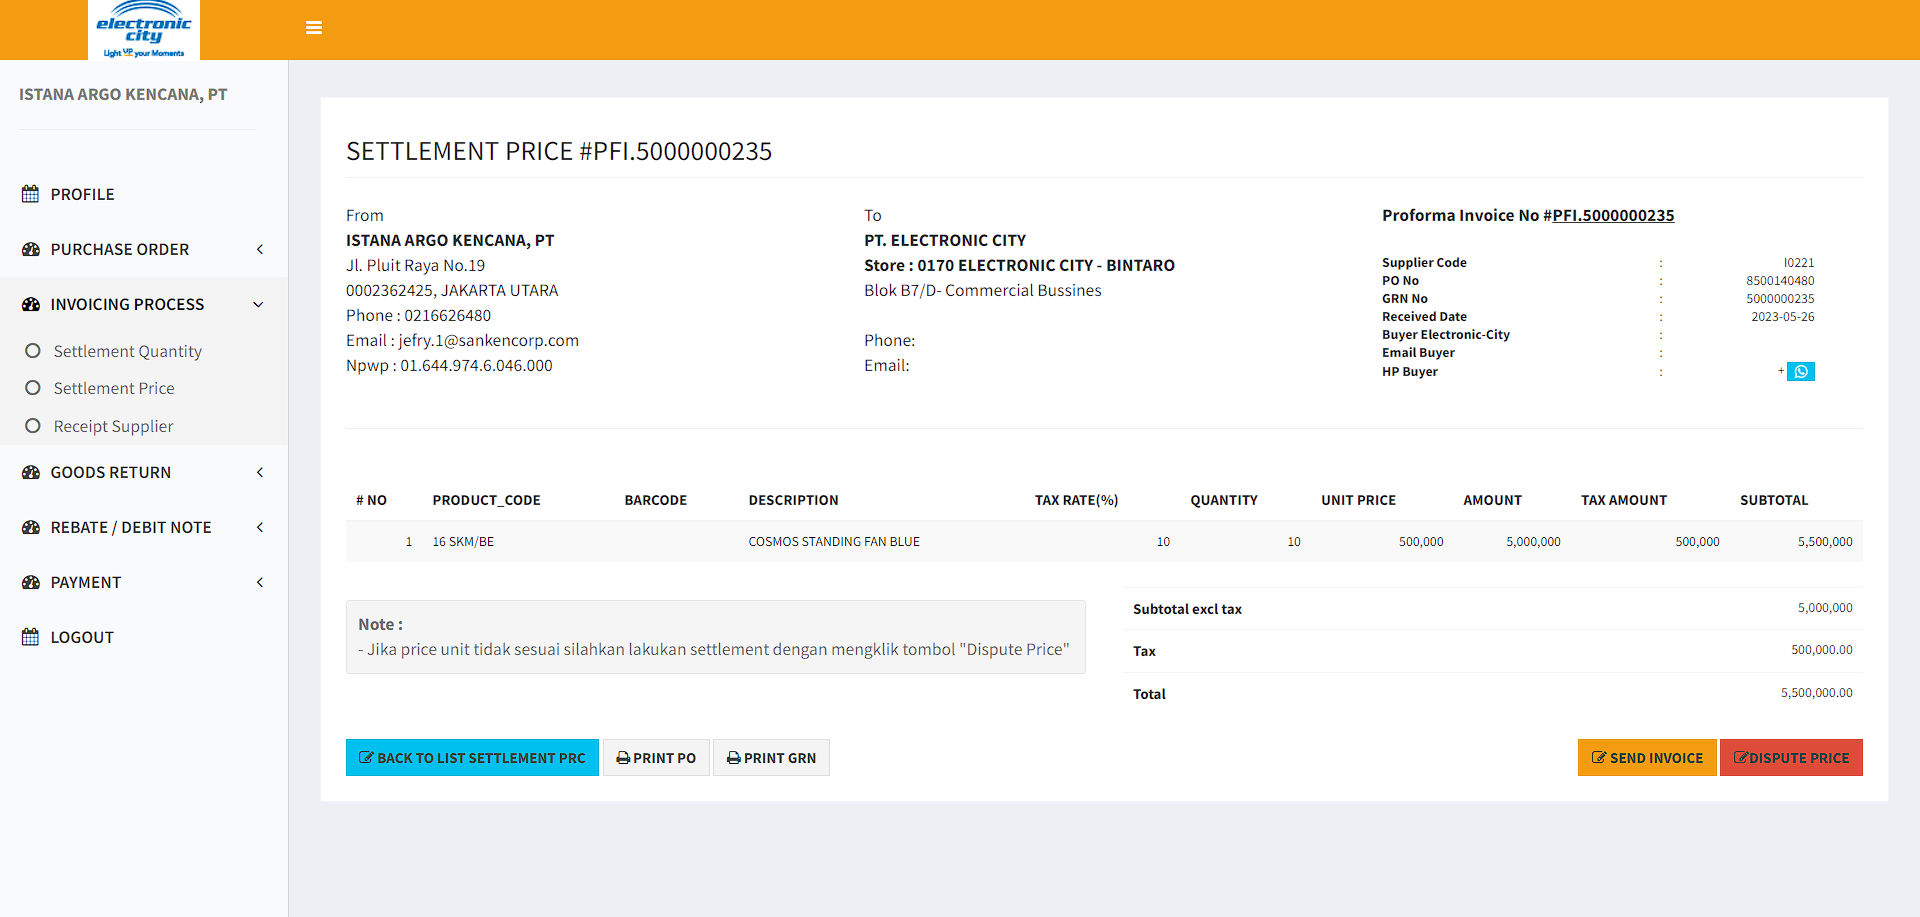 electronic
city
Light UP your Moments
ISTANA ARGO KENCANA, PT
PROFILE
PURCHASE ORDER
INVOICING PROCESS
Settlement Quantity
Settlement Price
Receipt Supplier
GOODS RETURN
REBATE / DEBIT NOTE
PAYMENT
LOGOUT
SETTLEMENT PRICE #PFI.5000000235
From
ISTANA ARGO KENCANA, PT
Jl. Pluit Raya No.19
0002362425, JAKARTA UTARA
Phone : 0216626480
Email : jefry.1@sankencorp.com
Npwp : 01.644.974.6.046.000
To
PT. ELECTRONIC CITY
Store : 0170 ELECTRONIC CITY - BINTARO
Blok B7/D- Commercial Bussines
Phone:
Email:
Proforma Invoice No #PFI.5000000235
Supplier Code : I0221
PO No : 8500140480
GRN No : 5000000235
Received Date : 2023-05-26
Buyer Electronic-City :
Email Buyer :
HP Buyer : +
# NO PRODUCT_CODE BARCODE DESCRIPTION TAX RATE(%) QUANTITY UNIT PRICE AMOUNT TAX AMOUNT SUBTOTAL
1 16 SKM/BE COSMOS STANDING FAN BLUE 10 10 500,000 5,000,000 500,000 5,500,000
Note :
- Jika price unit tidak sesuai silahkan lakukan settlement dengan mengklik tombol "Dispute Price"
Subtotal excl tax 5,000,000
Tax 500,000.00
Total 5,500,000.00
BACK TO LIST SETTLEMENT PRC PRINT PO PRINT GRN SEND INVOICE DISPUTE PRICE